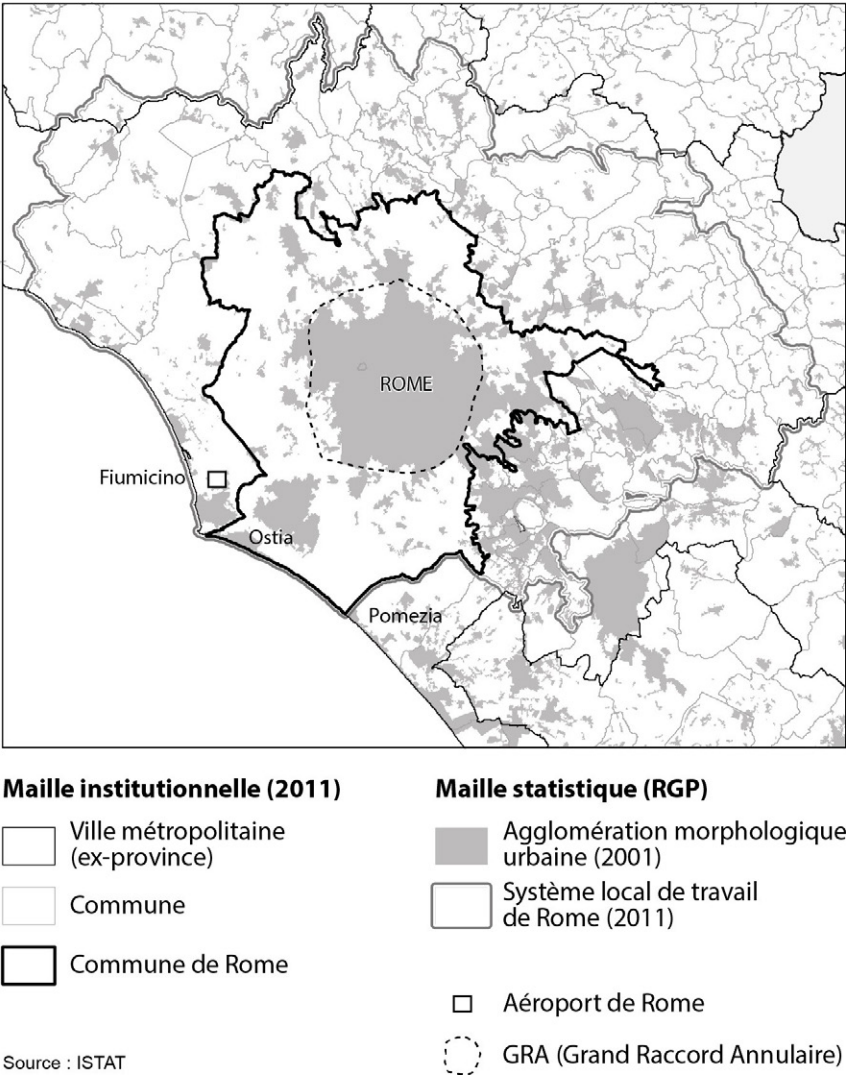 ROME
Fiumicino
Ostia
Pomezia
Maille institutionnelle (2011)
Ville métropolitaine
(ex-province)
Commune
Commune de Rome
Source : ISTAT
Maille statistique (RGP)
Agglomération morphologique
urbaine (2001)
Système local de travail
de Rome (2011)
Aéroport de Rome
GRA (Grand Raccord Annulaire)